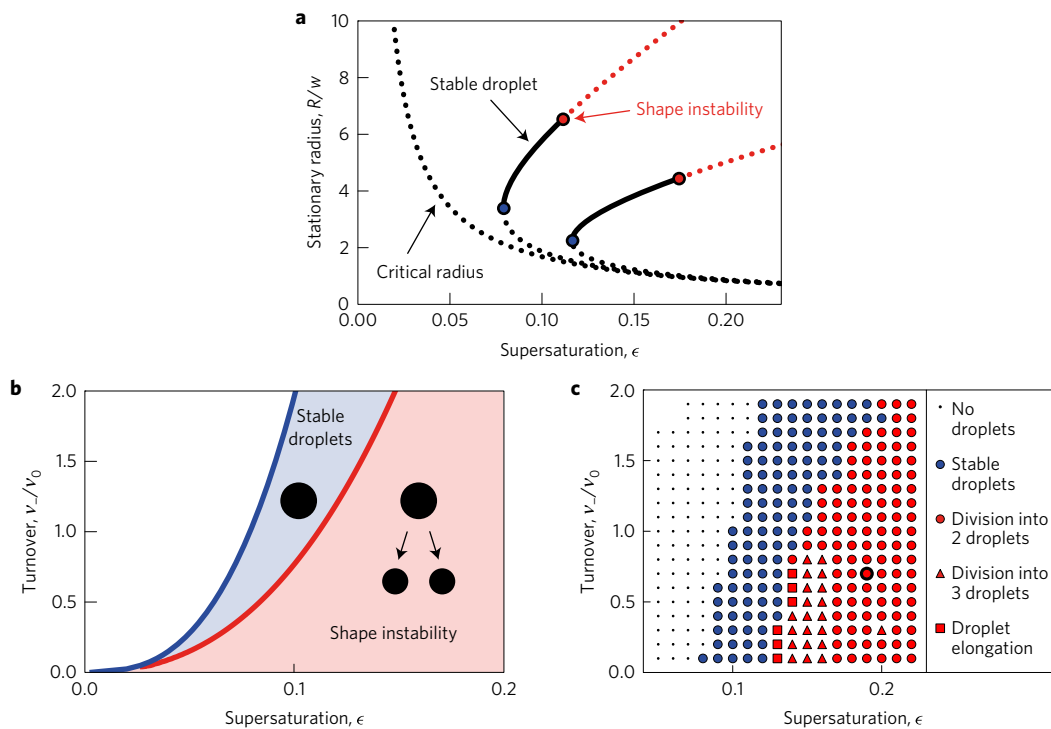 a
10
8
6
4
2
0
Stationary radius, R/w
Stable droplet
Shape instability
Critical radius
0.00
0.05
0.10
0.15
0.20
Supersaturation, ϵ
b
2.0
1.5
1.0
0.5
0.0
Turnover, ν₋/ν₀
Stable
droplets
Shape instability
0.0
0.1
0.2
Supersaturation, ϵ
c
2.0
1.5
1.0
0.5
0.0
Turnover, ν₋/ν₀
0.1
0.2
Supersaturation, ϵ
No
droplets
Stable
droplets
Division into
2 droplets
Division into
3 droplets
Droplet
elongation